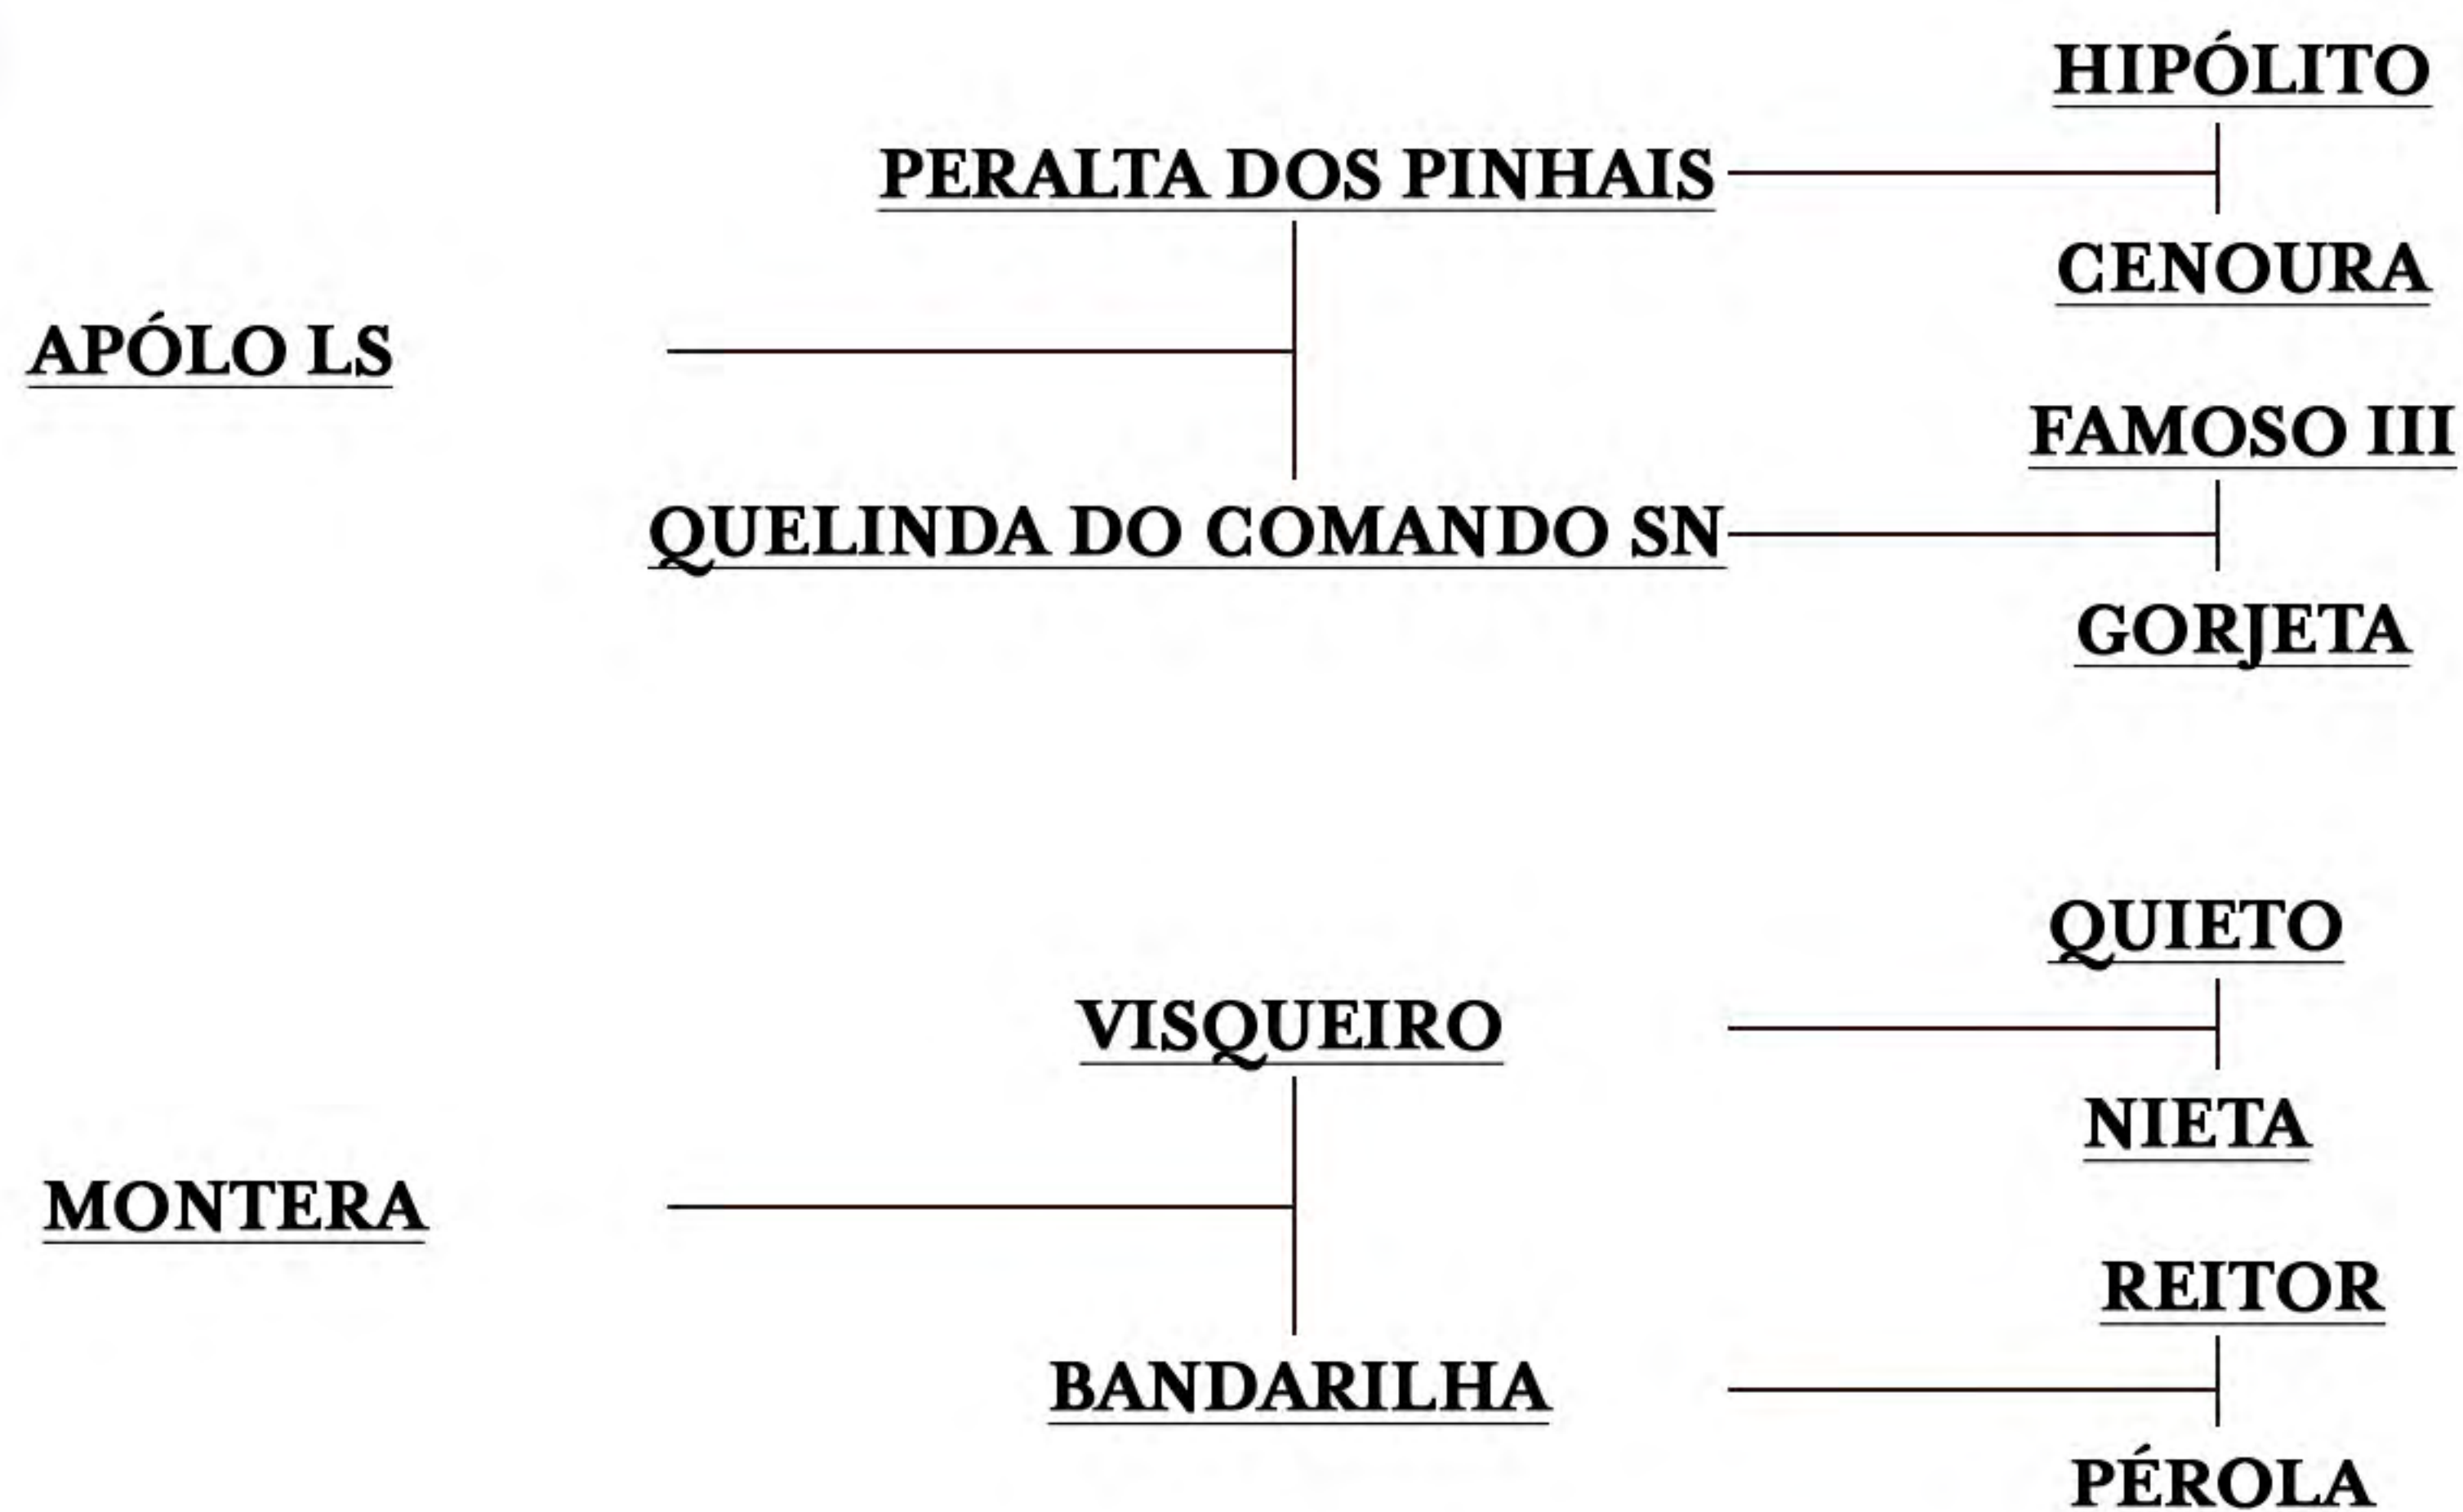 HIPÓLITO
PERALTA DOS PINHAIS
CENOURA
APÓLO LS
FAMOSO III
QUELINDA DO COMANDO SN
GORJETA
QUIETO
VISQUEIRO
NIETA
MONTERA
REITOR
BANDARILHA
PÉROLA